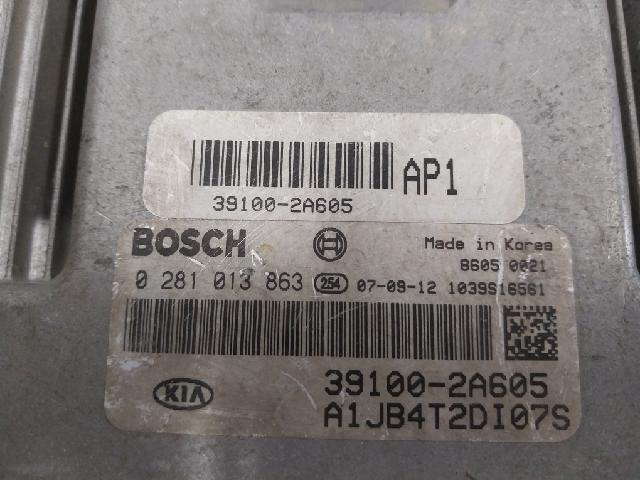 AP1
39100-2A605
BOSCH
Made in Korea
8605 0021
0 281 013 863 254 07-09-12 1039S16561
KIA
39100-2A605
A1JB4T2DI07S